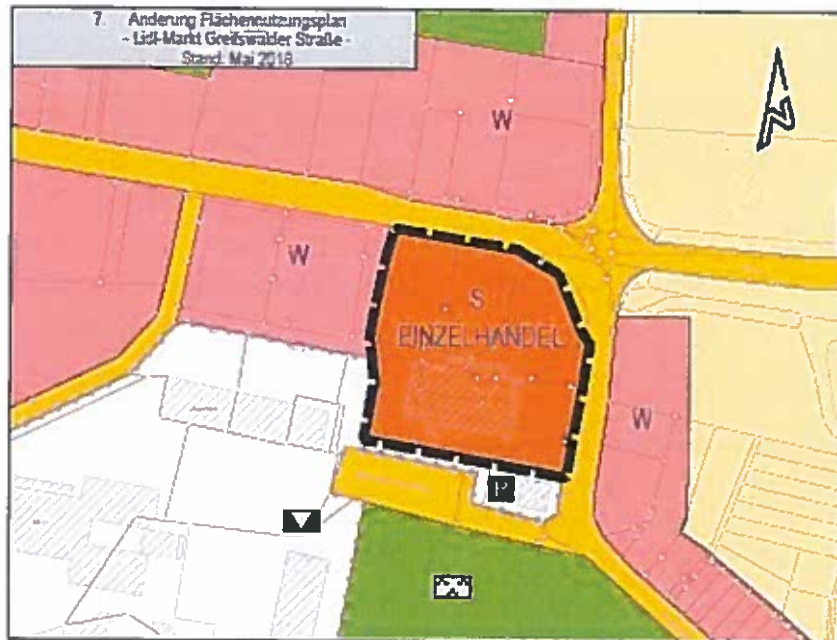 7. Änderung Flächennutzungsplan
- Lidl-Markt Greifswalder Straße -
Stand: Mai 2018
W
W
S
EINZELHANDEL
W
P